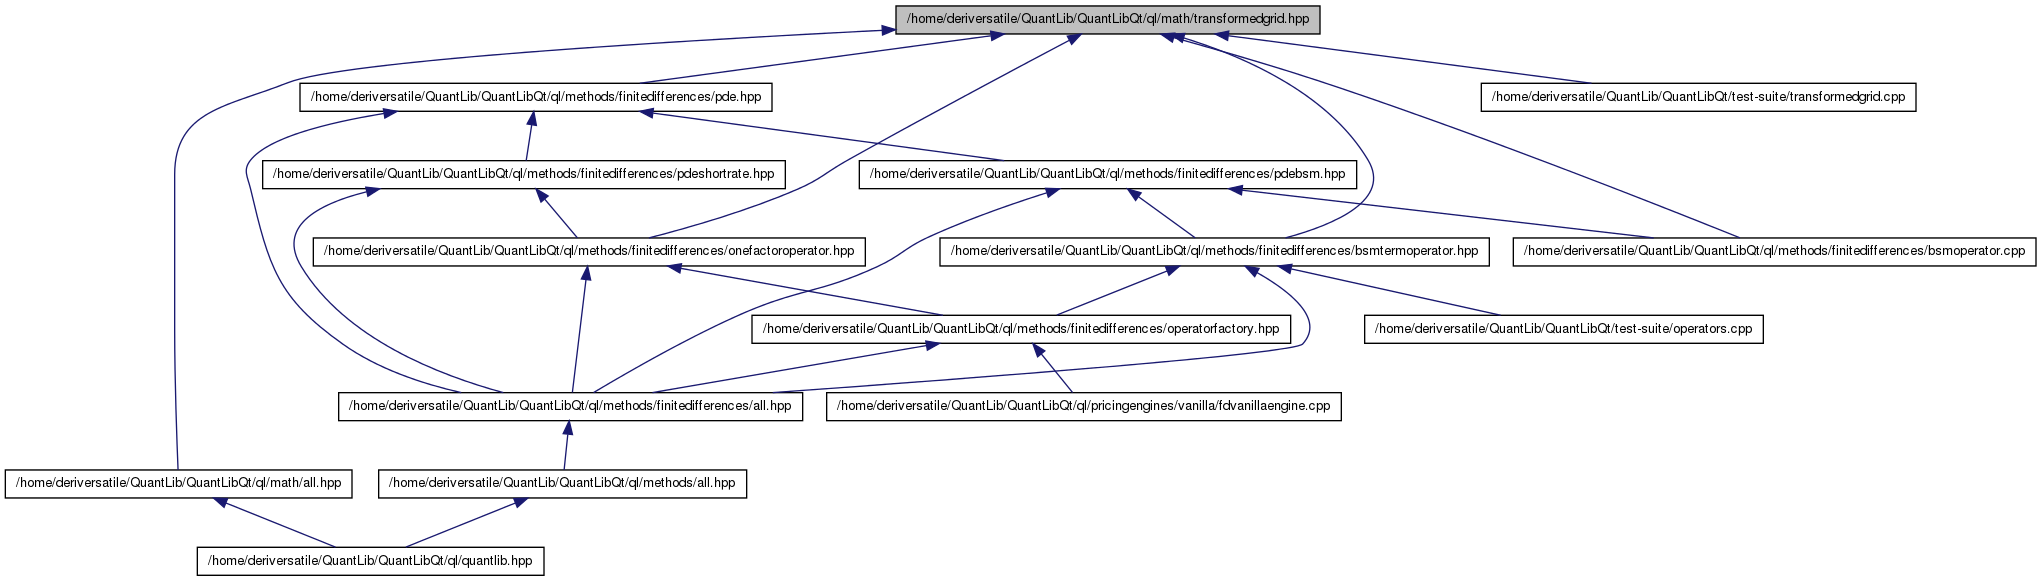 /home/deriversatile/QuantLib/QuantLibQt/ql/math/transformedgrid.hpp
/home/deriversatile/QuantLib/QuantLibQt/ql/methods/finitedifferences/pde.hpp
/home/deriversatile/QuantLib/QuantLibQt/test-suite/transformedgrid.cpp
/home/deriversatile/QuantLib/QuantLibQt/ql/methods/finitedifferences/pdeshortrate.hpp
/home/deriversatile/QuantLib/QuantLibQt/ql/methods/finitedifferences/pdebsm.hpp
/home/deriversatile/QuantLib/QuantLibQt/ql/methods/finitedifferences/onefactoroperator.hpp
/home/deriversatile/QuantLib/QuantLibQt/ql/methods/finitedifferences/bsmtermoperator.hpp
/home/deriversatile/QuantLib/QuantLibQt/ql/methods/finitedifferences/bsmoperator.cpp
/home/deriversatile/QuantLib/QuantLibQt/ql/methods/finitedifferences/operatorfactory.hpp
/home/deriversatile/QuantLib/QuantLibQt/test-suite/operators.cpp
/home/deriversatile/QuantLib/QuantLibQt/ql/methods/finitedifferences/all.hpp
/home/deriversatile/QuantLib/QuantLibQt/ql/pricingengines/vanilla/fdvanillaengine.cpp
/home/deriversatile/QuantLib/QuantLibQt/ql/math/all.hpp
/home/deriversatile/QuantLib/QuantLibQt/ql/methods/all.hpp
/home/deriversatile/QuantLib/QuantLibQt/ql/quantlib.hpp